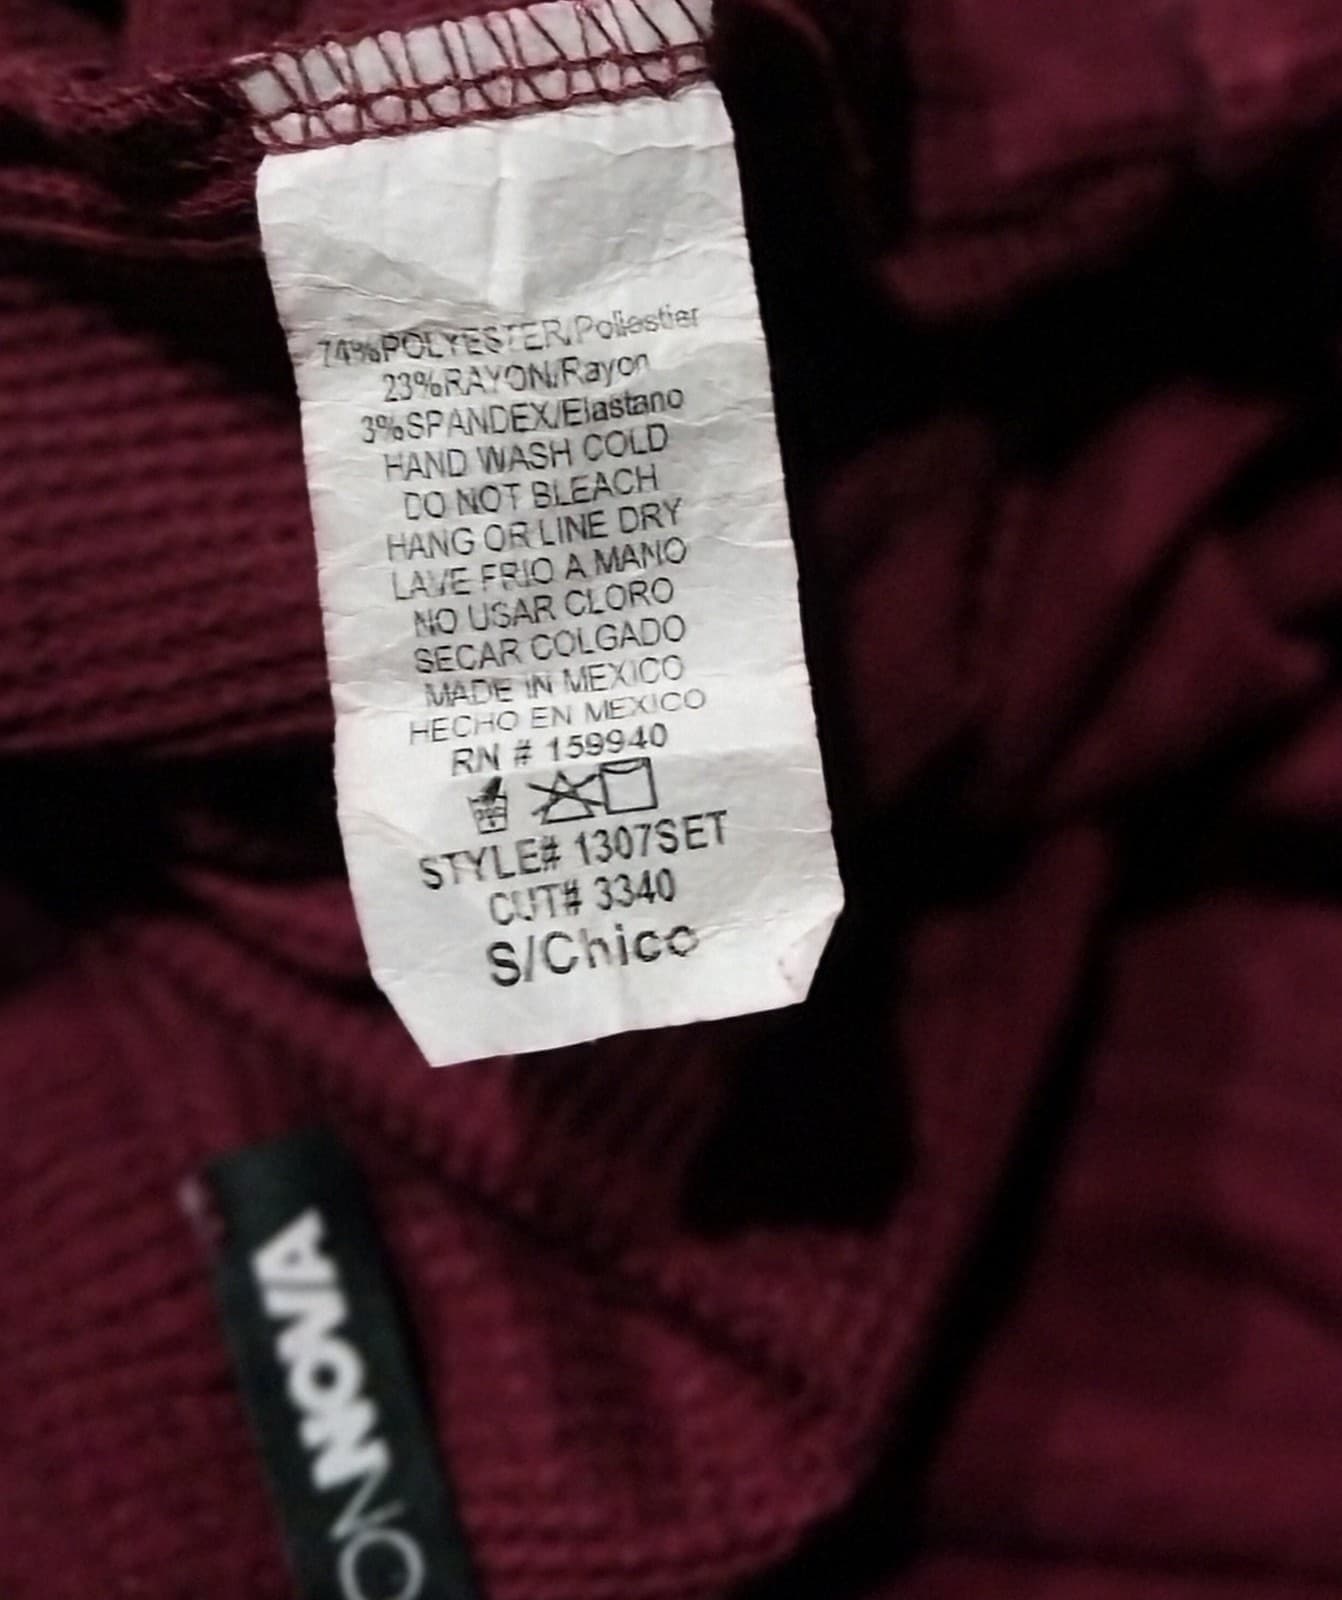 74%POLYESTER/Poliestier
23%RAYON/Rayon
3%SPANDEX/Elastano
HAND WASH COLD
DO NOT BLEACH
HANG OR LINE DRY
LAVE FRIO A MANO
NO USAR CLORO
SECAR COLGADO
MADE IN MEXICO
HECHO EN MEXICO
RN # 159940
STYLE# 1307SET
CUT# 3340
S/Chico
NOVA